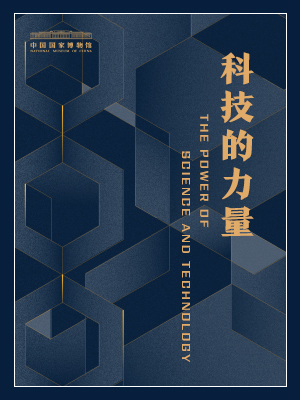 中国国家博物馆
NATIONAL MUSEUM OF CHINA
科技的力量
THE POWER OF
SCIENCE AND TECHNOLOGY